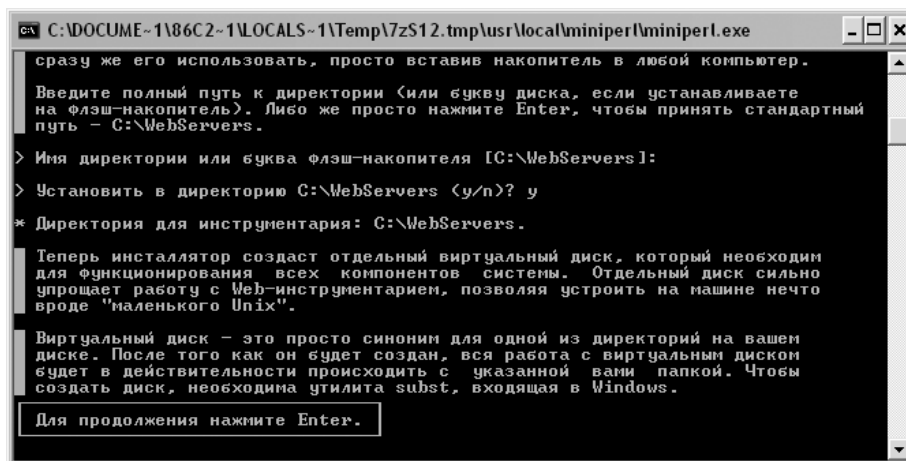 C:\DOCUME~1\86C2~1\LOCALS~1\Temp\7zS12.tmp\usr\local\miniperl\miniperl.exe
сразу же его использовать, просто вставив накопитель в любой компьютер.
Введите полный путь к директории (или букву диска, если устанавливаете
на флэш-накопитель). Либо же просто нажмите Enter, чтобы принять стандартный
путь - C:\WebServers.
> Имя директории или буква флэш-накопителя [C:\WebServers]:
> Установить в директорию C:\WebServers (y/n)? y
* Директория для инструментария: C:\WebServers.
Теперь инсталлятор создаст отдельный виртуальный диск, который необходим
для функционирования всех компонентов системы. Отдельный диск сильно
упрощает работу с Web-инструментарием, позволяя устроить на машине нечто
вроде "маленького Unix".
Виртуальный диск - это просто синоним для одной из директорий на вашем
диске. После того как он будет создан, вся работа с виртуальным диском
будет в действительности происходить с указанной вами папкой. Чтобы
создать диск, необходима утилита subst, входящая в Windows.
Для продолжения нажмите Enter.